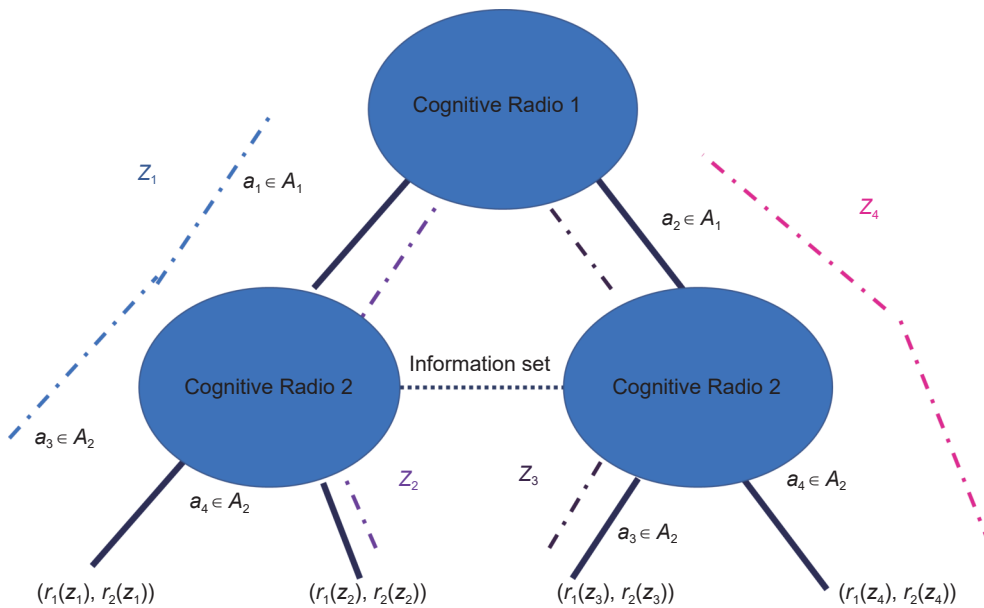 Cognitive Radio 1
Z₁
a₁ ∈ A₁
a₂ ∈ A₁
Z₄
Z₂
Z₃
Information set
Cognitive Radio 2
Cognitive Radio 2
a₃ ∈ A₂
a₄ ∈ A₂
a₃ ∈ A₂
a₄ ∈ A₂
(r₁(z₁), r₂(z₁))
(r₁(z₂), r₂(z₂))
(r₁(z₃), r₂(z₃))
(r₁(z₄), r₂(z₄))